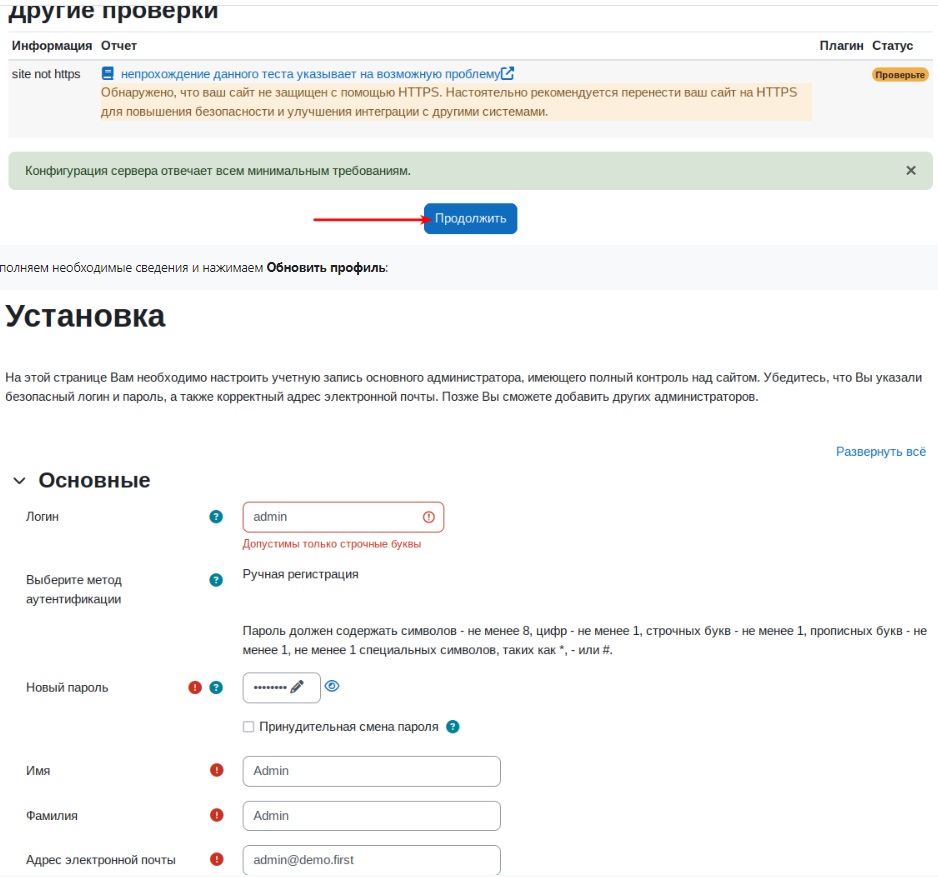 Другие проверки
Информация Отчет Плагин Статус
site not https непрохождение данного теста указывает на возможную проблему Проверьте
Обнаружено, что ваш сайт не защищен с помощью HTTPS. Настоятельно рекомендуется перенести ваш сайт на HTTPS
для повышения безопасности и улучшения интеграции с другими системами.
Конфигурация сервера отвечает всем минимальным требованиям. ×
Продолжить
полняем необходимые сведения и нажимаем Обновить профиль:
Установка
На этой странице Вам необходимо настроить учетную запись основного администратора, имеющего полный контроль над сайтом. Убедитесь, что Вы указали
безопасный логин и пароль, а также корректный адрес электронной почты. Позже Вы сможете добавить других администраторов.
Развернуть всё
Основные
Логин ? admin !
Допустимы только строчные буквы
Выберите метод ? Ручная регистрация
аутентификации
Пароль должен содержать символов - не менее 8, цифр - не менее 1, строчных букв - не менее 1, прописных букв - не
менее 1, не менее 1 специальных символов, таких как *, - или #.
Новый пароль ! ? ••••••••
Принудительная смена пароля ?
Имя ! Admin
Фамилия ! Admin
Адрес электронной почты ! admin@demo.first